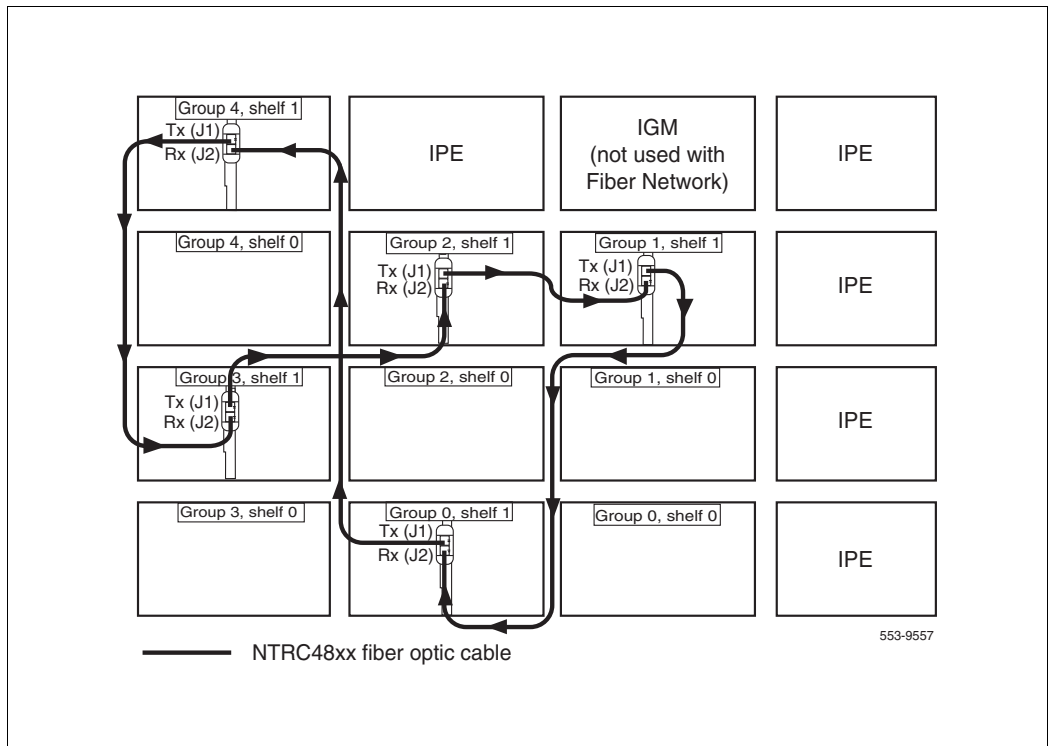 Group 4, shelf 1
Tx (J1)
Rx (J2)
IPE
IGM
(not used with
Fiber Network)
IPE
Group 4, shelf 0
Group 2, shelf 1
Tx (J1)
Rx (J2)
Group 1, shelf 1
Tx (J1)
Rx (J2)
IPE
Group 3, shelf 1
Tx (J1)
Rx (J2)
Group 2, shelf 0
Group 1, shelf 0
IPE
Group 3, shelf 0
Group 0, shelf 1
Tx (J1)
Rx (J2)
Group 0, shelf 0
IPE
553-9557
NTRC48xx fiber optic cable